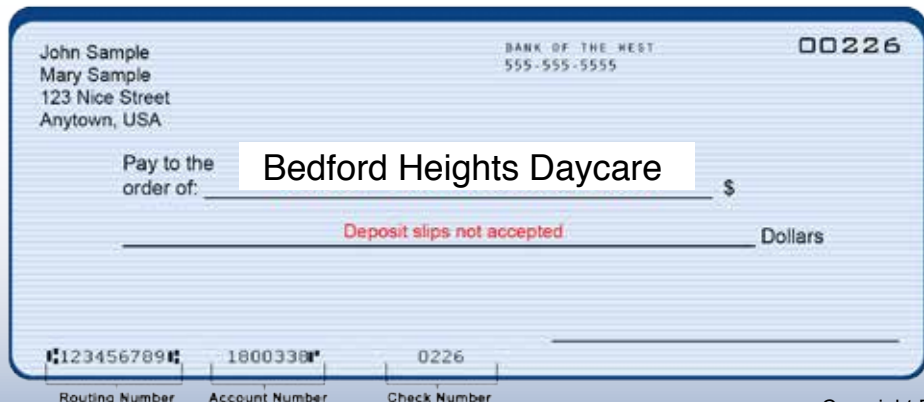 John Sample
Mary Sample
123 Nice Street
Anytown, USA
BANK OF THE WEST
555-555-5555
00226
Pay to the
order of:
Bedford Heights Daycare
$
Deposit slips not accepted
Dollars
⑆123456789⑆ 1800338⑈ 0226
Routing Number Account Number Check Number